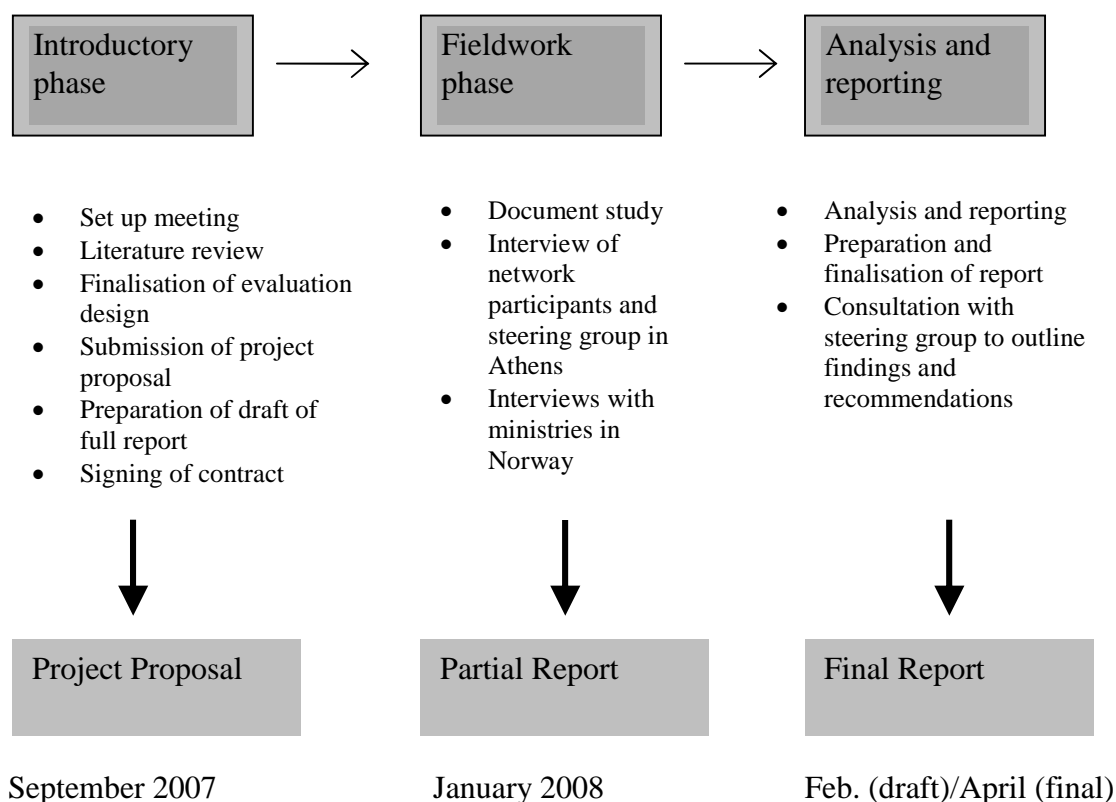 Introductory
phase
Fieldwork
phase
Analysis and
reporting
• Set up meeting
• Literature review
• Finalisation of evaluation
design
• Submission of project
proposal
• Preparation of draft of
full report
• Signing of contract
• Document study
• Interview of
network
participants and
steering group in
Athens
• Interviews with
ministries in
Norway
• Analysis and reporting
• Preparation and
finalisation of report
• Consultation with
steering group to outline
findings and
recommendations
Project Proposal
Partial Report
Final Report
September 2007
January 2008
Feb. (draft)/April (final)